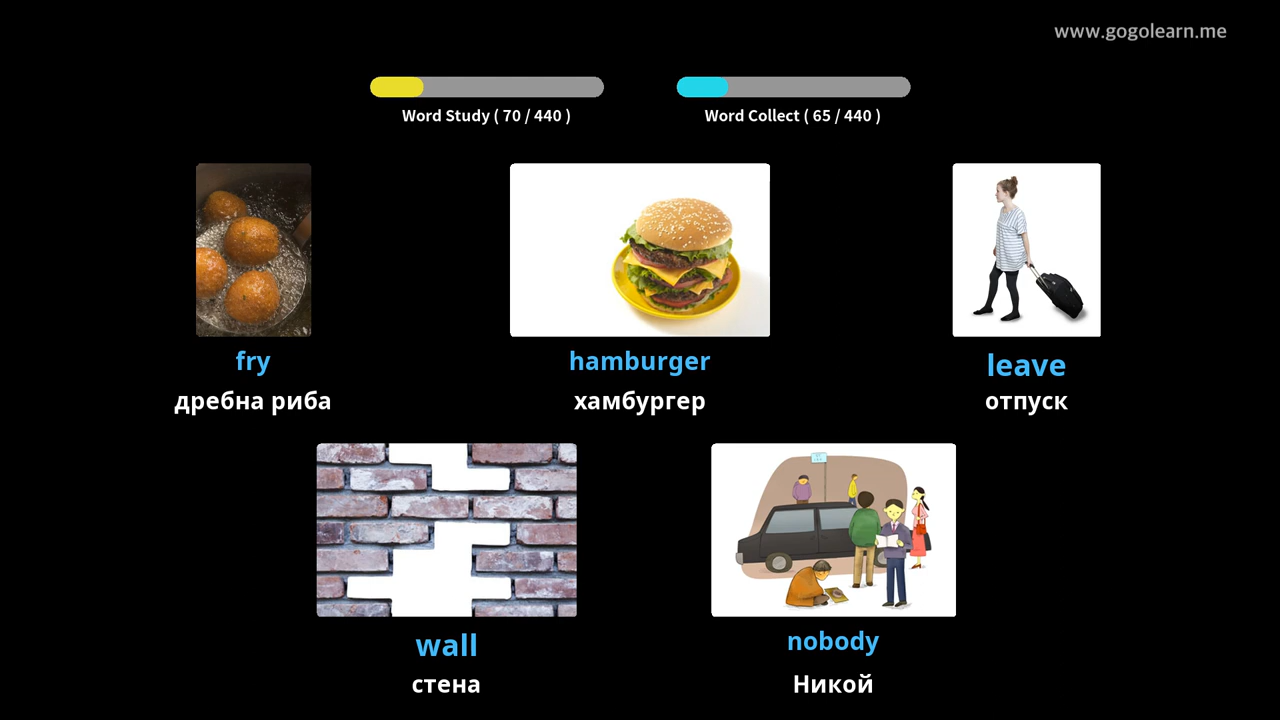 www.gogolearn.me
Word Study ( 70 / 440 )
Word Collect ( 65 / 440 )
fry
дребна риба
hamburger
хамбургер
leave
отпуск
wall
стена
nobody
Никой